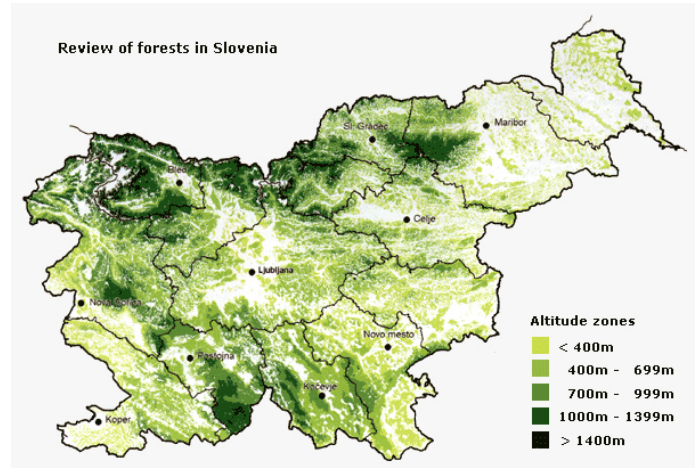 Review of forests in Slovenia
Sl. Gradec
Maribor
Bled
Celje
Ljubljana
Nova Gorica
Novo mesto
Postojna
Kočevje
Koper
Altitude zones
< 400m
400m - 699m
700m - 999m
1000m - 1399m
> 1400m